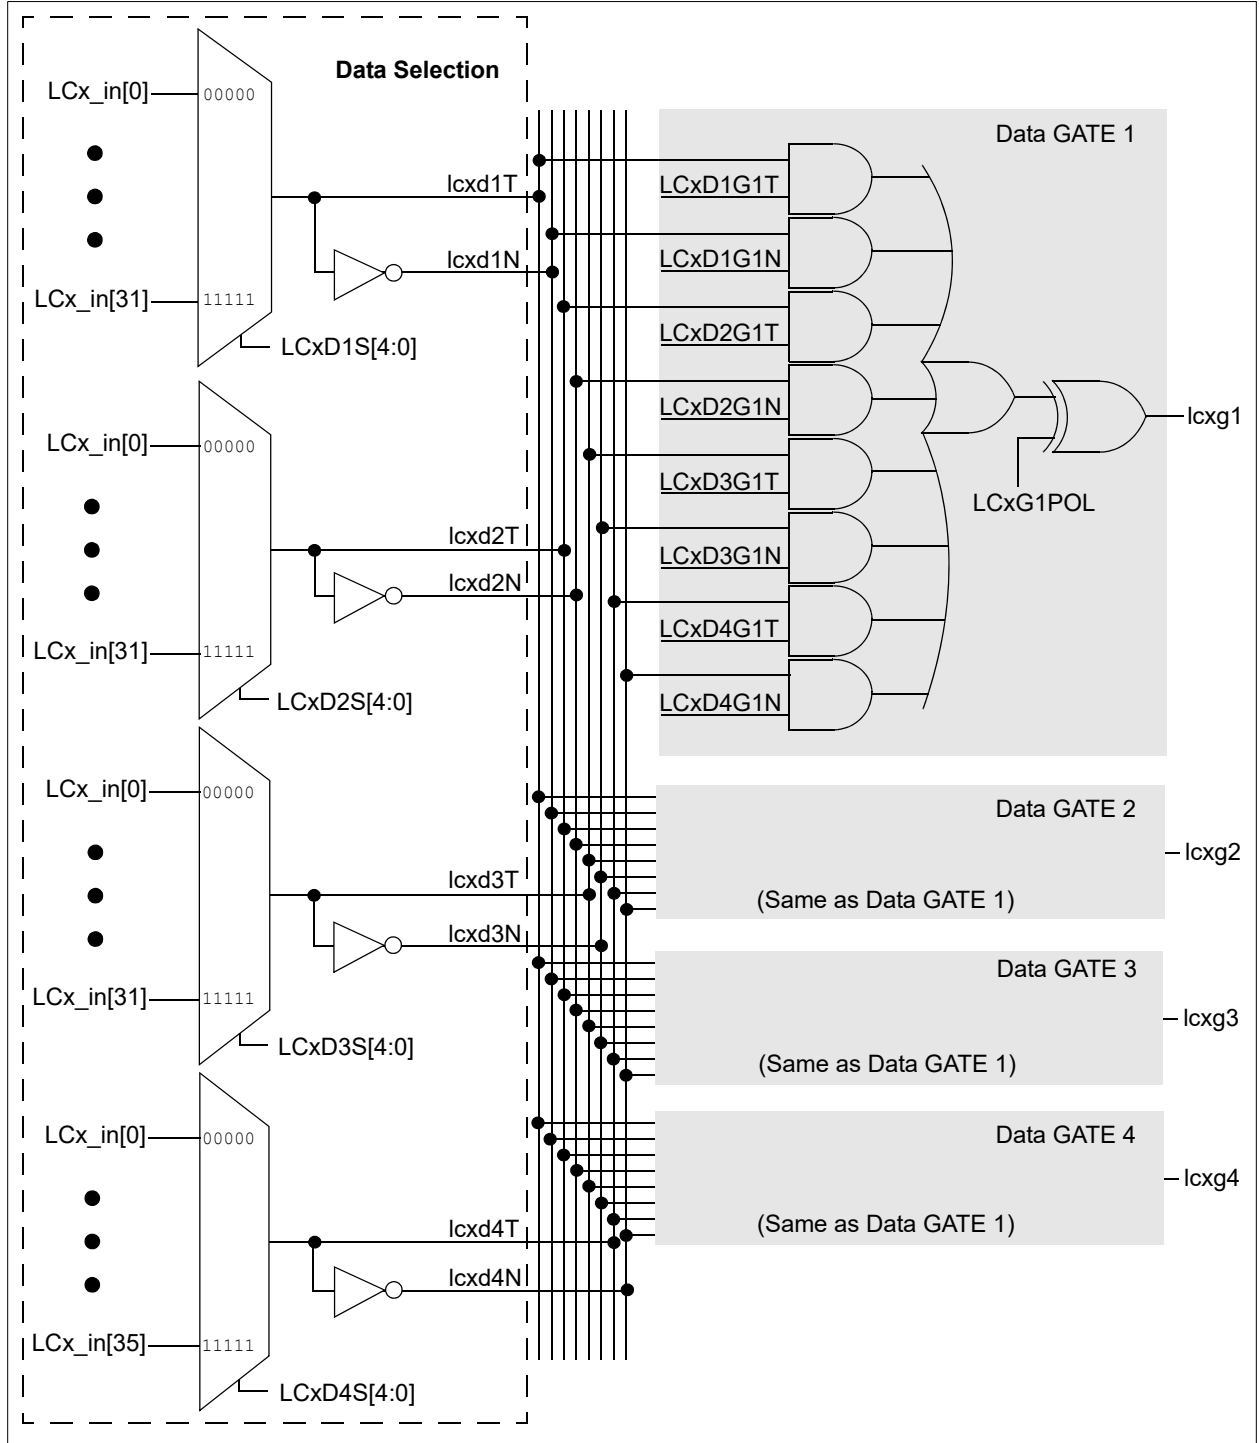 Data Selection
LCx_in[0]
00000
LCx_in[31]
11111
LCxD1S[4:0]
lcxd1T
lcxd1N
LCx_in[0]
00000
LCx_in[31]
11111
LCxD2S[4:0]
lcxd2T
lcxd2N
LCx_in[0]
00000
LCx_in[31]
11111
LCxD3S[4:0]
lcxd3T
lcxd3N
LCx_in[0]
00000
LCx_in[35]
11111
LCxD4S[4:0]
lcxd4T
lcxd4N
Data GATE 1
LCxD1G1T
LCxD1G1N
LCxD2G1T
LCxD2G1N
LCxD3G1T
LCxD3G1N
LCxD4G1T
LCxD4G1N
LCxG1POL
lcxg1
Data GATE 2
(Same as Data GATE 1)
lcxg2
Data GATE 3
(Same as Data GATE 1)
lcxg3
Data GATE 4
(Same as Data GATE 1)
lcxg4